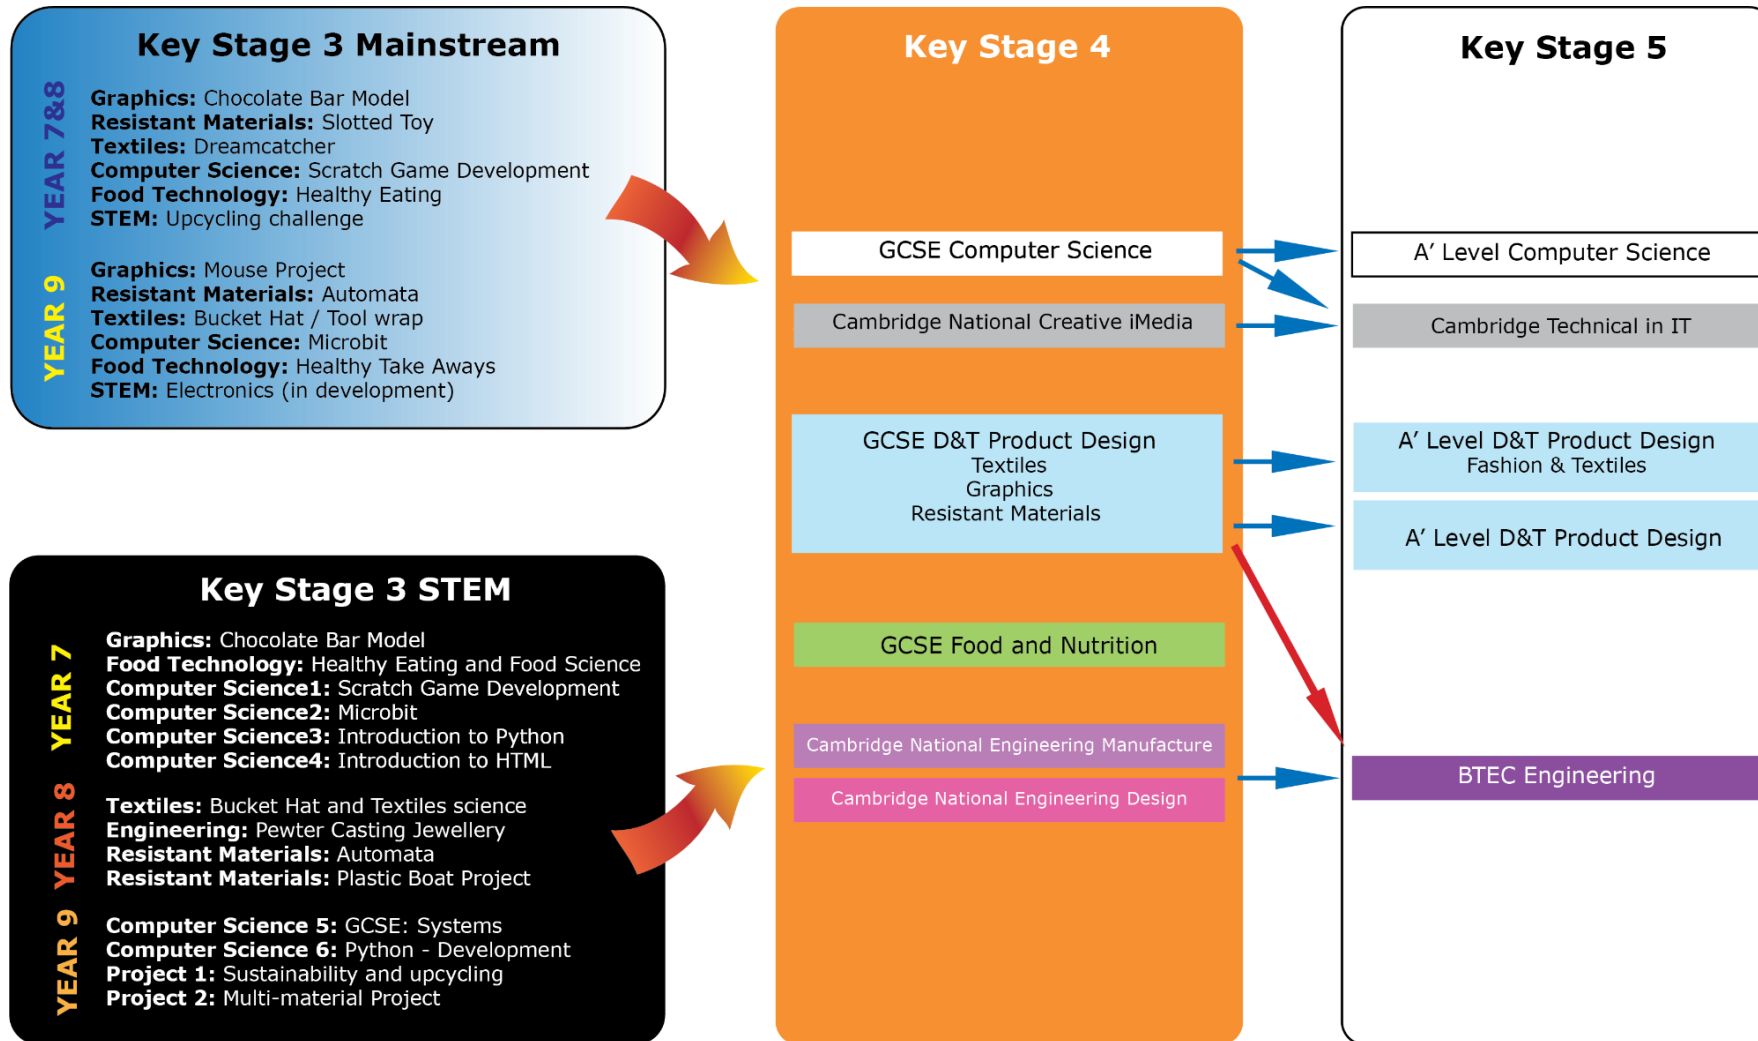 Key Stage 3 Mainstream
YEAR 7&8
Graphics: Chocolate Bar Model
Resistant Materials: Slotted Toy
Textiles: Dreamcatcher
Computer Science: Scratch Game Development
Food Technology: Healthy Eating
STEM: Upcycling challenge
YEAR 9
Graphics: Mouse Project
Resistant Materials: Automata
Textiles: Bucket Hat / Tool wrap
Computer Science: Microbit
Food Technology: Healthy Take Aways
STEM: Electronics (in development)
Key Stage 3 STEM
YEAR 7
Graphics: Chocolate Bar Model
Food Technology: Healthy Eating and Food Science
Computer Science1: Scratch Game Development
Computer Science2: Microbit
Computer Science3: Introduction to Python
Computer Science4: Introduction to HTML
YEAR 8
Textiles: Bucket Hat and Textiles science
Engineering: Pewter Casting Jewellery
Resistant Materials: Automata
Resistant Materials: Plastic Boat Project
YEAR 9
Computer Science 5: GCSE: Systems
Computer Science 6: Python - Development
Project 1: Sustainability and upcycling
Project 2: Multi-material Project
Key Stage 4
GCSE Computer Science
Cambridge National Creative iMedia
GCSE D&T Product Design
Textiles
Graphics
Resistant Materials
GCSE Food and Nutrition
Cambridge National Engineering Manufacture
Cambridge National Engineering Design
Key Stage 5
A’ Level Computer Science
Cambridge Technical in IT
A’ Level D&T Product Design
Fashion & Textiles
A’ Level D&T Product Design
BTEC Engineering